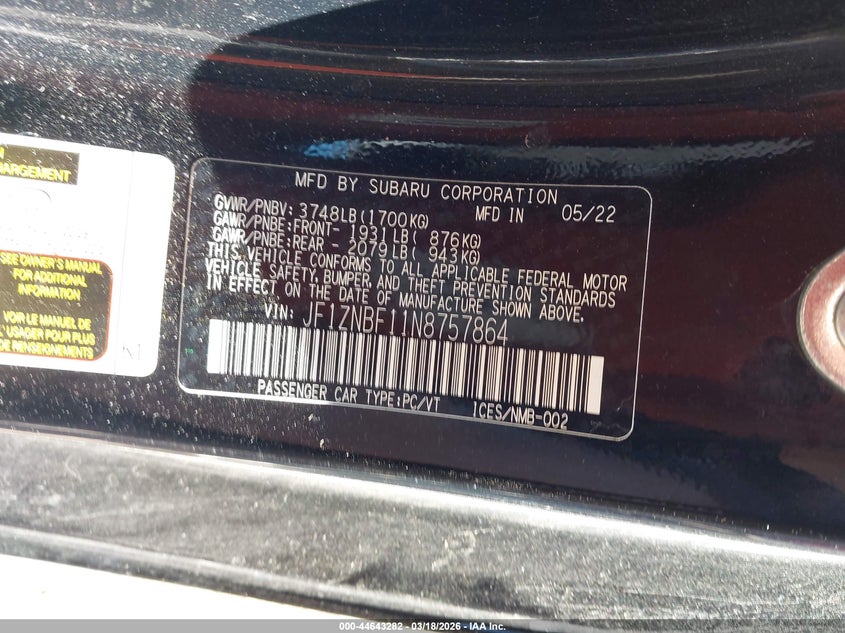 HARGEMENT
SEE OWNER'S MANUAL
FOR ADDITIONAL
INFORMATION
VOIR LE MANUEL DE
POUR PLUS
DE RENSEIGNEMENTS
MFD BY SUBARU CORPORATION
GVWR/PNBV: 3748LB(1700KG) MFD IN 05/22
GAWR/PNBE:FRONT- 1931LB( 876KG)
GAWR/PNBE:REAR - 2079LB( 943KG)
THIS VEHICLE CONFORMS TO ALL APPLICABLE FEDERAL MOTOR
VEHICLE SAFETY, BUMPER, AND THEFT PREVENTION STANDARDS
IN EFFECT ON THE DATE OF MANUFACTURE SHOWN ABOVE.
VIN: JF1ZNBF11N8757864
PASSENGER CAR TYPE:PC/VT ICES/NMB-002
000-44643282 - 03/18/2026 - IAA Inc.